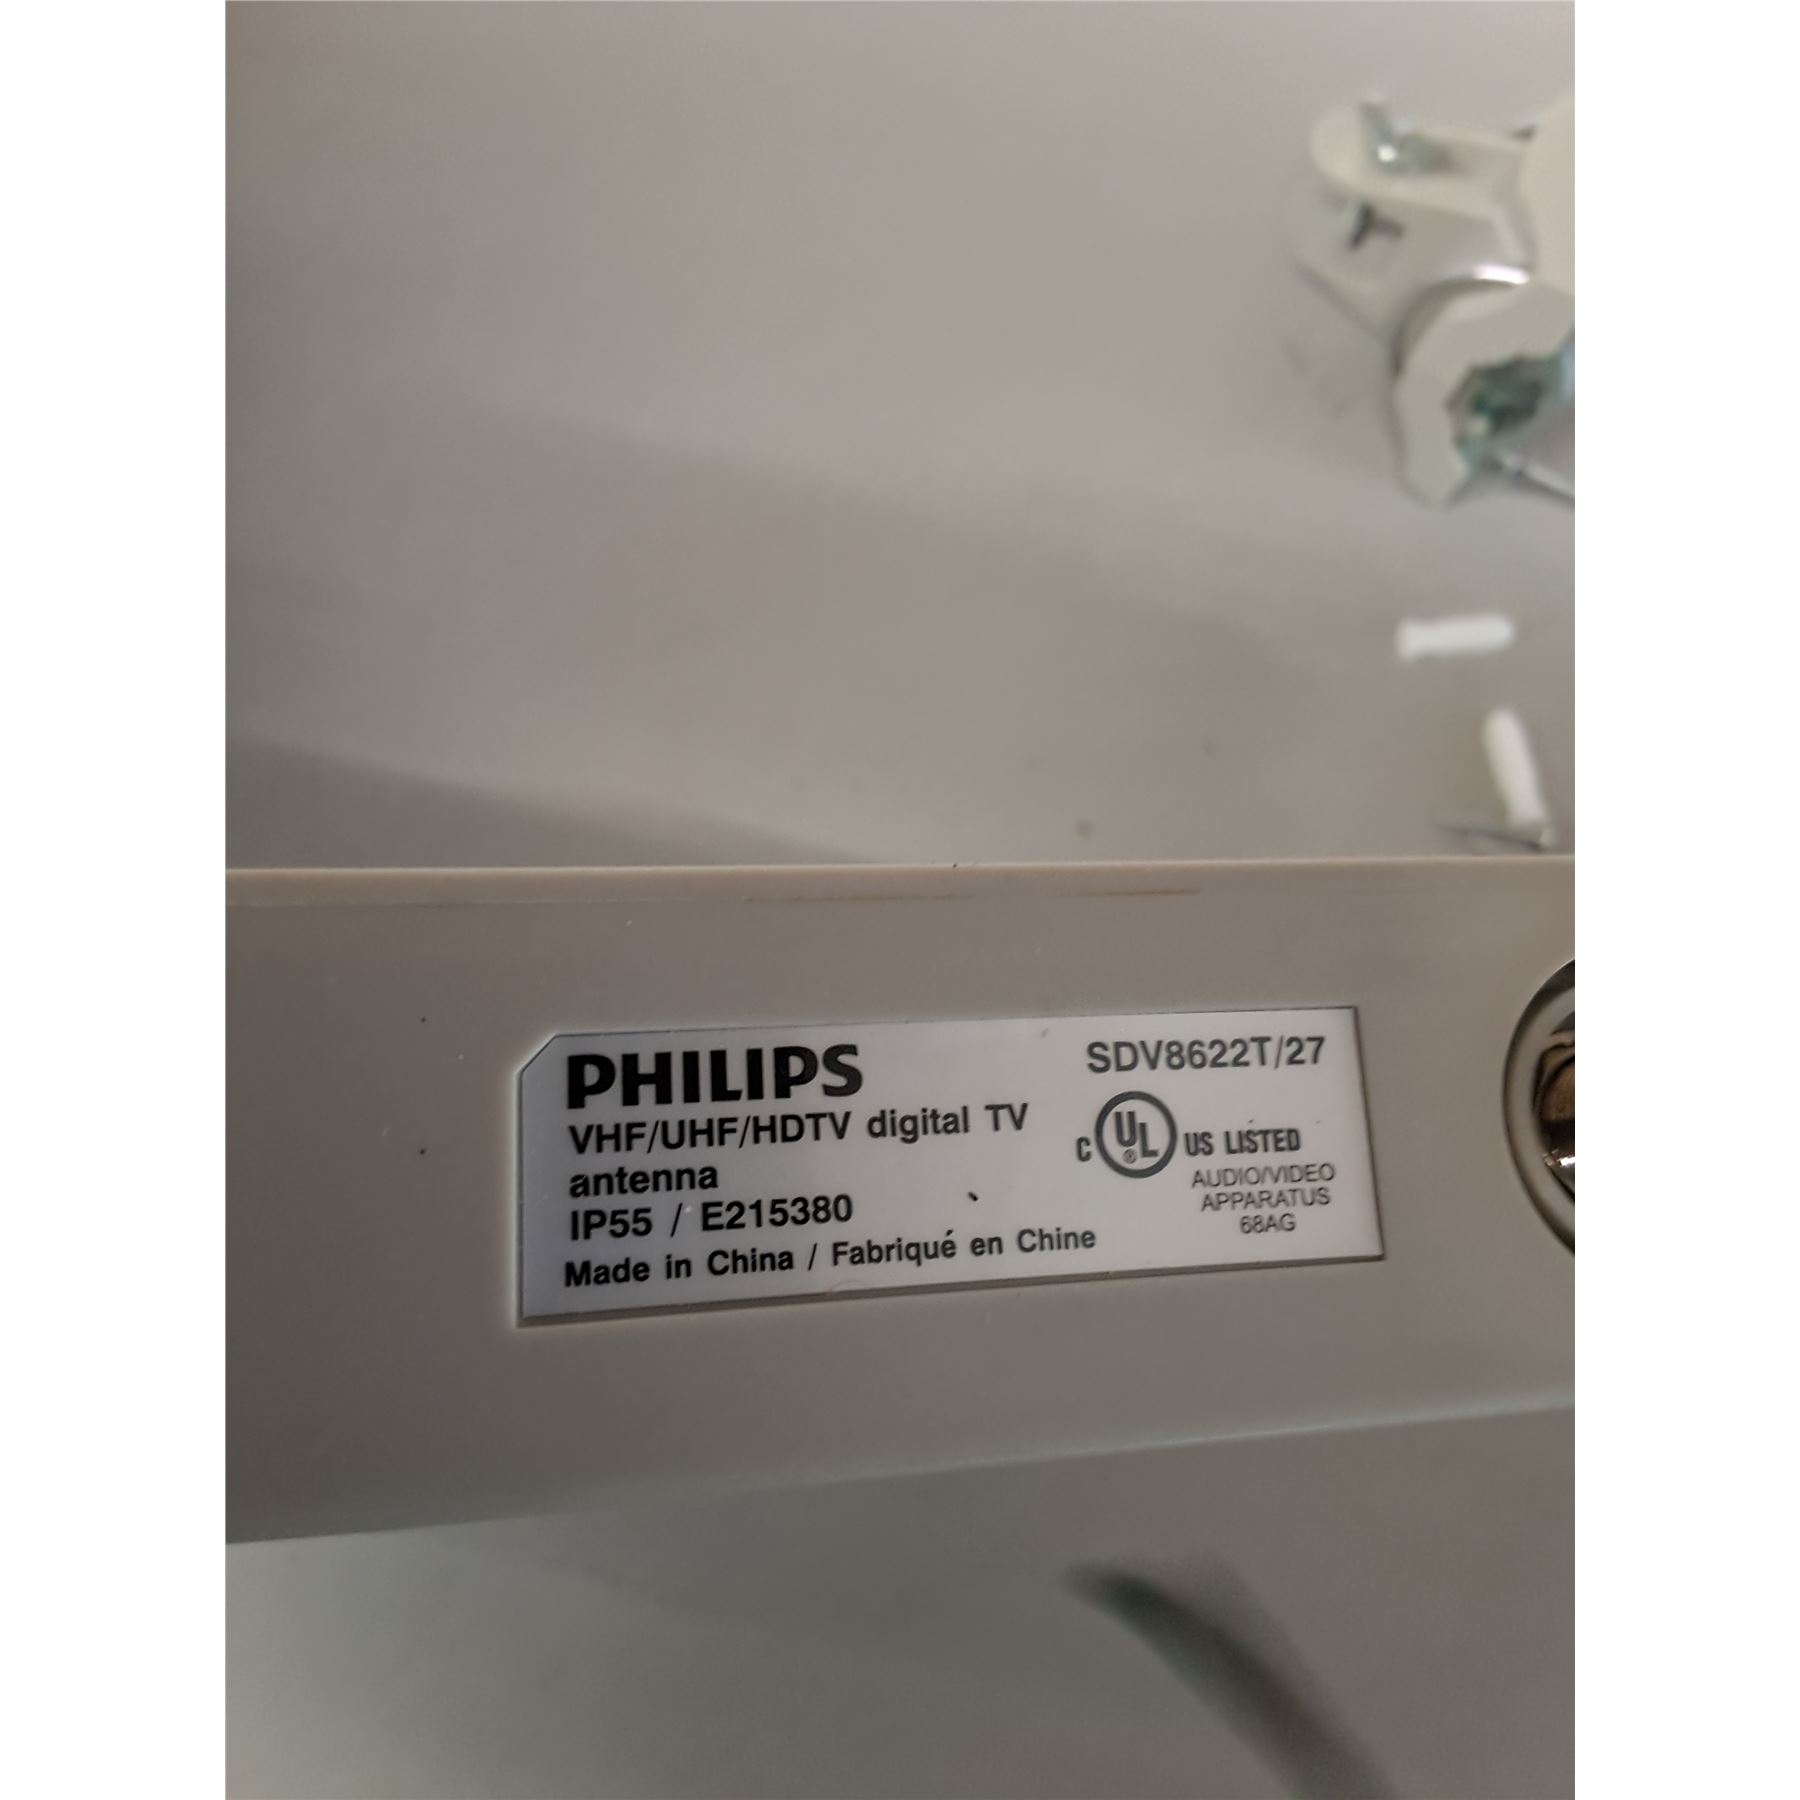 PHILIPS
VHF/UHF/HDTV digital TV
antenna
IP55 / E215380
Made in China / Fabriqué en Chine
SDV8622T/27
C UL ® US LISTED
AUDIO/VIDEO
APPARATUS
68AG